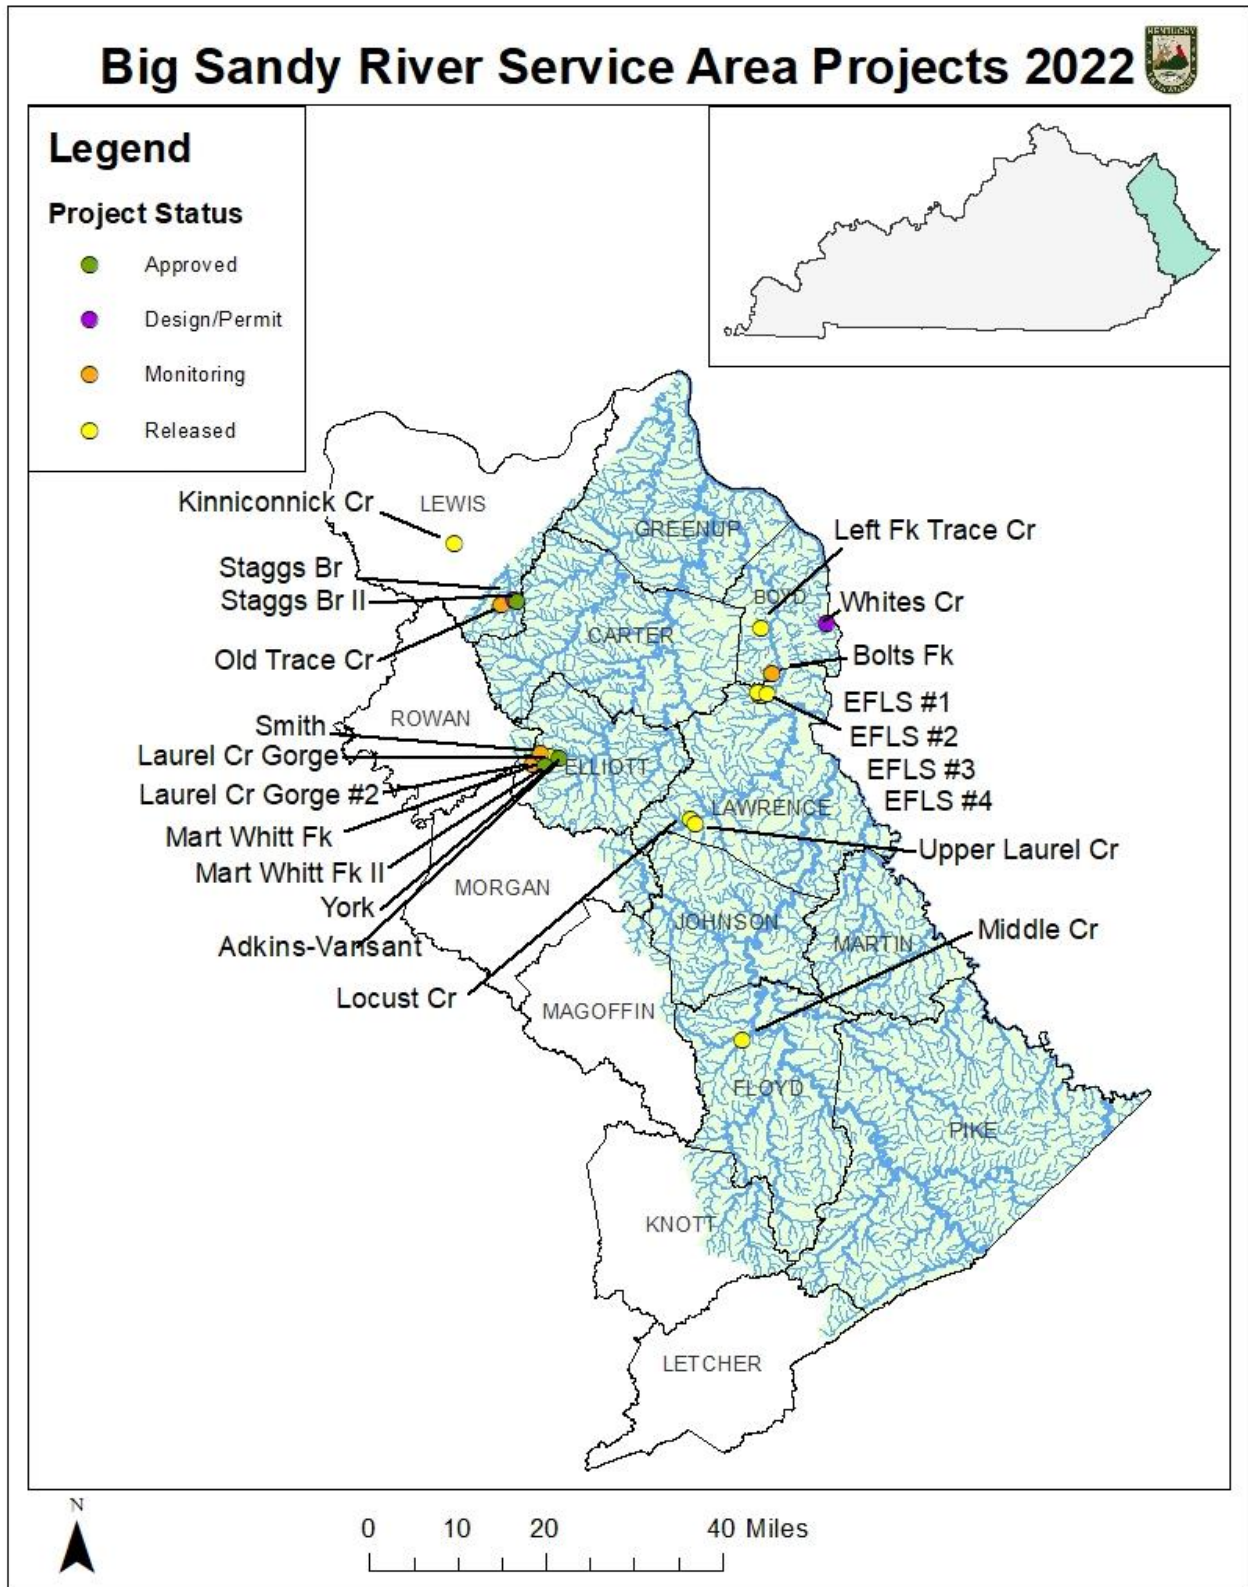 Big Sandy River Service Area Projects 2022
KENTUCKY
Legend
Project Status
Approved
Design/Permit
Monitoring
Released
Kinniconnick Cr
LEWIS
GREENUP
Left Fk Trace Cr
Staggs Br
Staggs Br II
BOYD
Whites Cr
CARTER
Old Trace Cr
Bolts Fk
ROWAN
EFLS #1
Smith
EFLS #2
Laurel Cr Gorge
ELLIOTT
EFLS #3
Laurel Cr Gorge #2
EFLS #4
LAWRENCE
Mart Whitt Fk
Upper Laurel Cr
Mart Whitt Fk II
MORGAN
York
JOHNSON
Middle Cr
Adkins-Vansant
MARTIN
Locust Cr
MAGOFFIN
FLOYD
PIKE
KNOTT
LETCHER
N
0 10 20 40 Miles